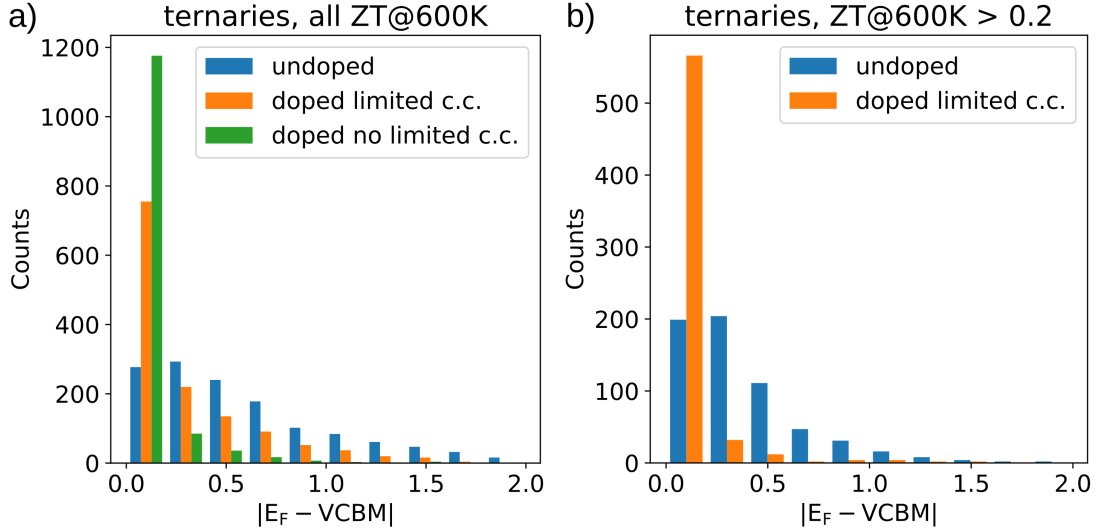 a) ternaries, all ZT@600K
undoped
doped limited c.c.
doped no limited c.c.
Counts
1200
1000
800
600
400
200
0
0.0 0.5 1.0 1.5 2.0
|E_F − VCBM|
b) ternaries, ZT@600K > 0.2
undoped
doped limited c.c.
Counts
500
400
300
200
100
0
0.0 0.5 1.0 1.5 2.0
|E_F − VCBM|